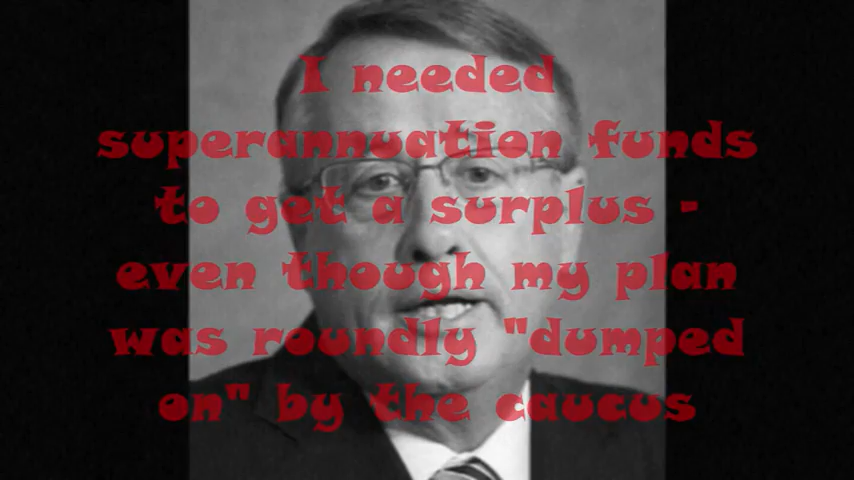 I needed
superannuation funds
to get a surplus -
even though my plan
was roundly "dumped
on" by the caucus